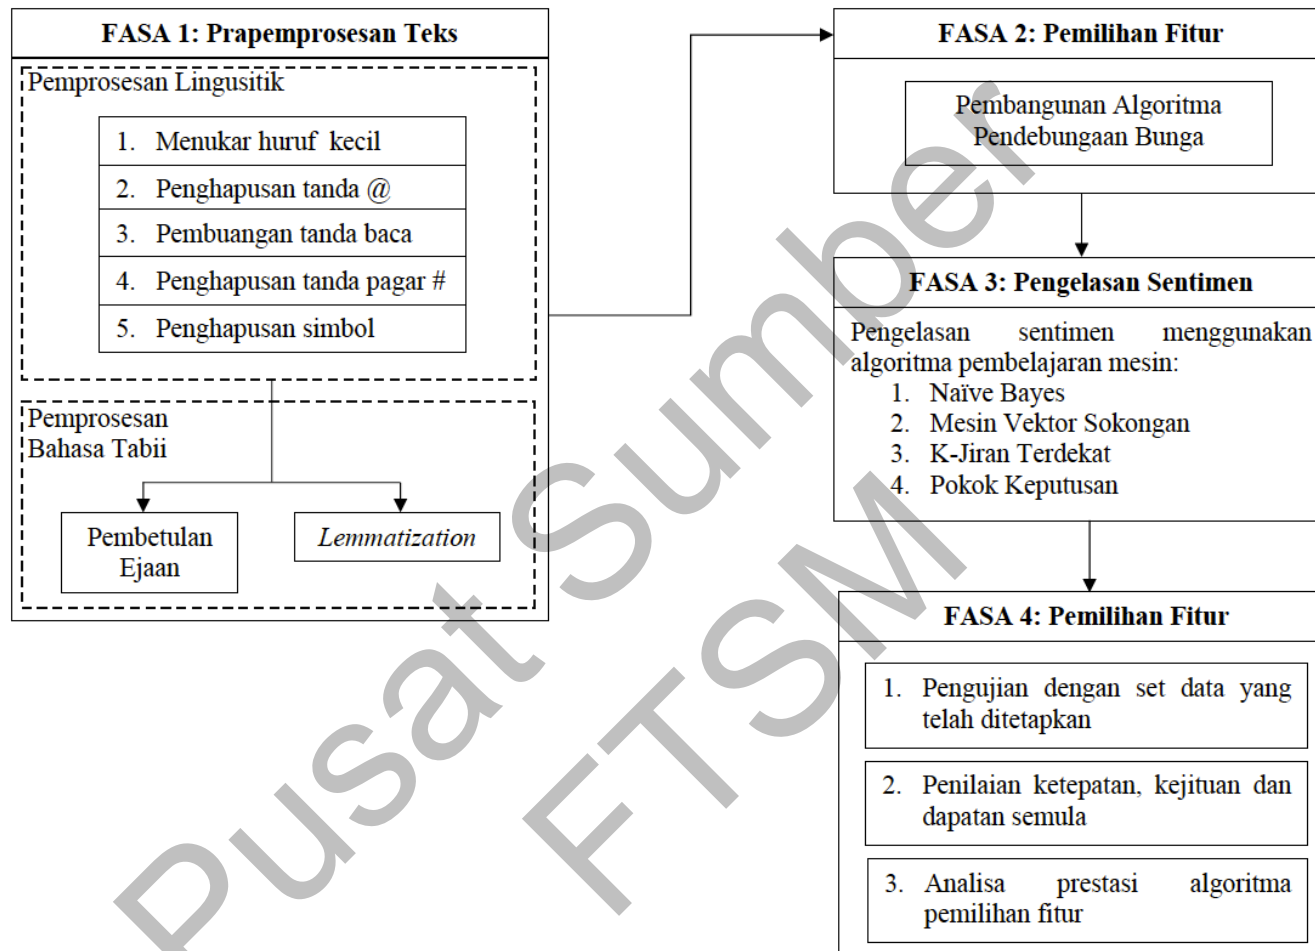 FASA 1: Prapemprosesan Teks
Pemprosesan Lingusitik
1. Menukar huruf kecil
2. Penghapusan tanda @
3. Pembuangan tanda baca
4. Penghapusan tanda pagar #
5. Penghapusan simbol
Pemprosesan
Bahasa Tabii
Pembetulan
Ejaan
Lemmatization
FASA 2: Pemilihan Fitur
Pembangunan Algoritma
Pendebungaan Bunga
FASA 3: Pengelasan Sentimen
Pengelasan sentimen menggunakan
algoritma pembelajaran mesin:
1. Naïve Bayes
2. Mesin Vektor Sokongan
3. K-Jiran Terdekat
4. Pokok Keputusan
FASA 4: Pemilihan Fitur
1. Pengujian dengan set data yang
telah ditetapkan
2. Penilaian ketepatan, kejituan dan
dapatan semula
3. Analisa prestasi algoritma
pemilihan fitur
Pusat Sumber
FTSM